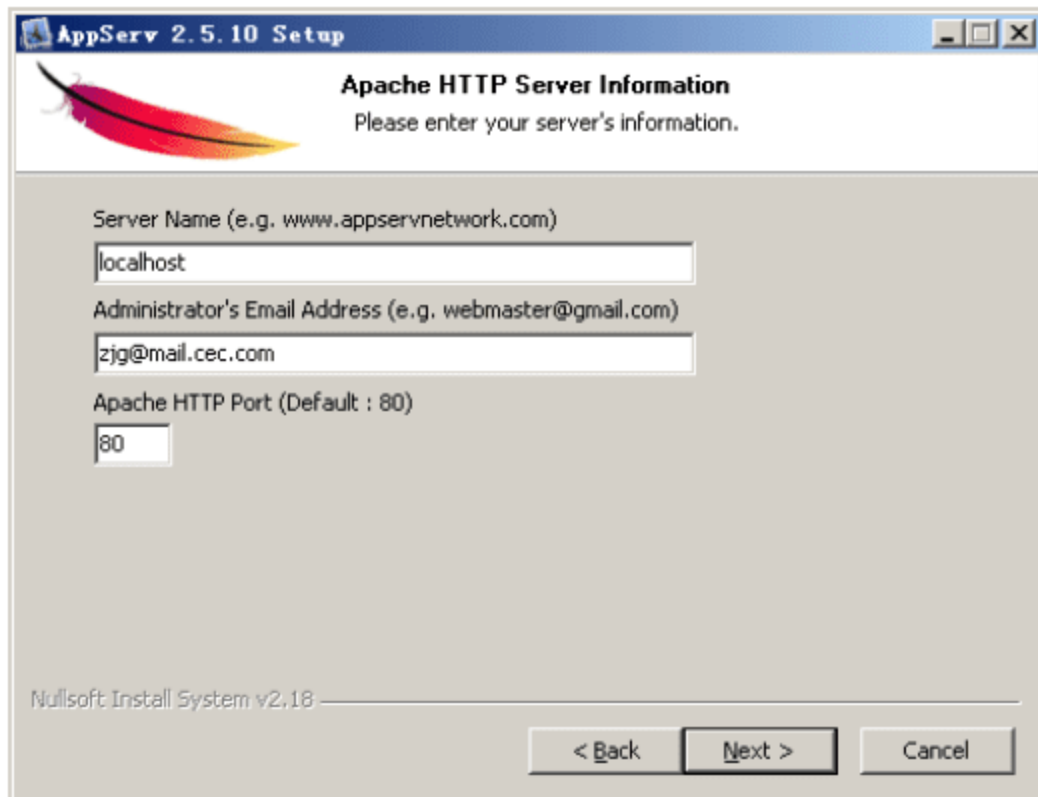 AppServ 2.5.10 Setup
Apache HTTP Server Information
Please enter your server's information.
Server Name (e.g. www.appservnetwork.com)
localhost
Administrator's Email Address (e.g. webmaster@gmail.com)
zjg@mail.cec.com
Apache HTTP Port (Default : 80)
80
Nullsoft Install System v2.18
< Back Next > Cancel